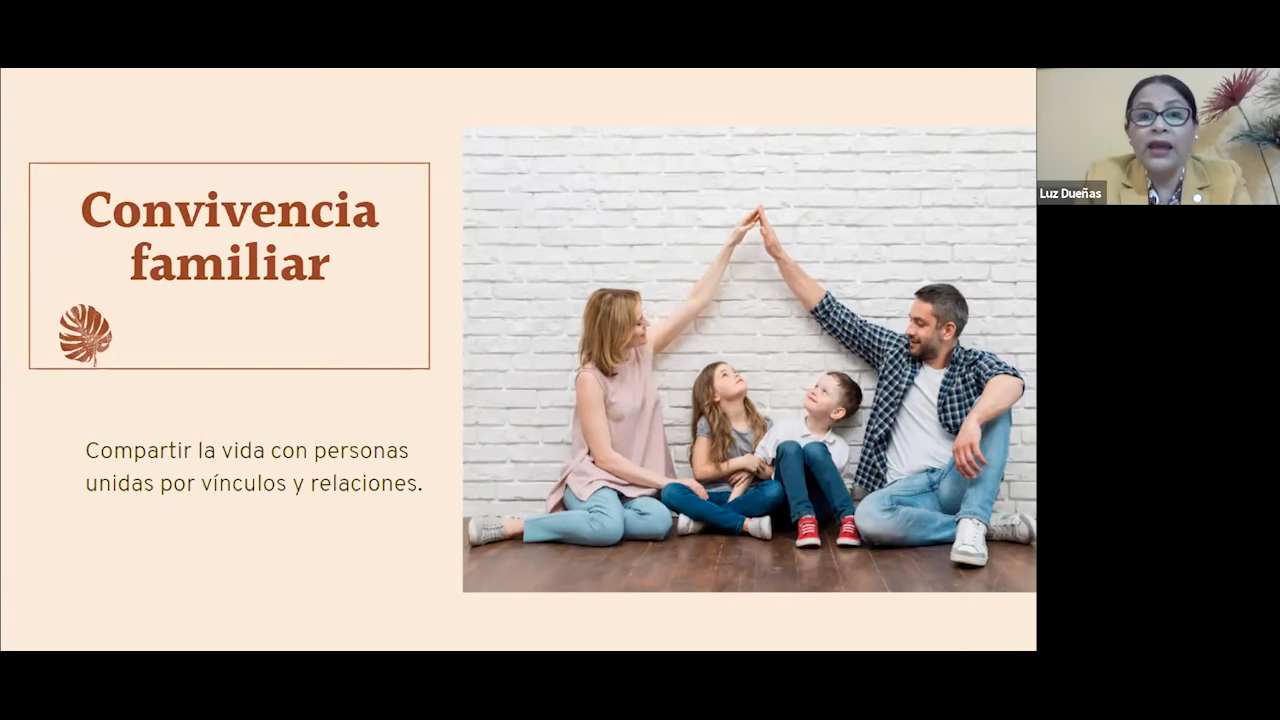 Convivencia
familiar
Compartir la vida con personas
unidas por vínculos y relaciones.
Luz Dueñas